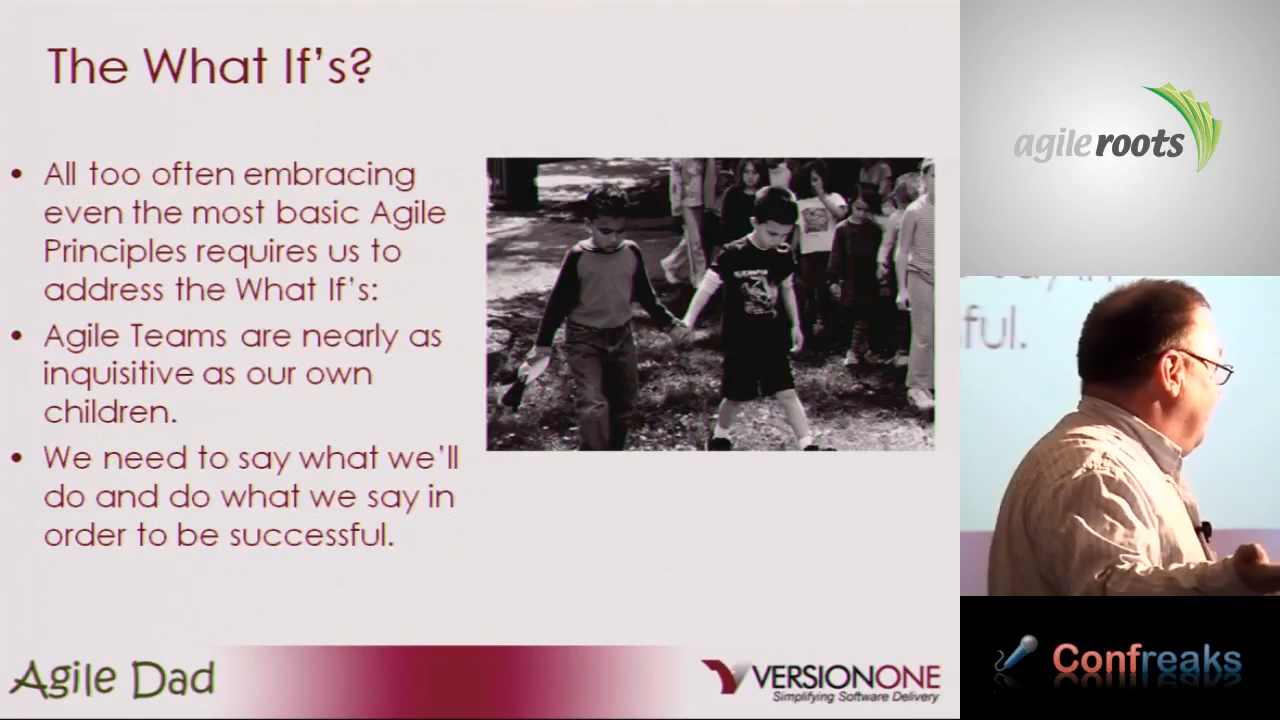 The What If's?
• All too often embracing
even the most basic Agile
Principles requires us to
address the What If's:
• Agile Teams are nearly as
inquisitive as our own
children.
• We need to say what we'll
do and do what we say in
order to be successful.
Agile Dad
VERSIONONE
Simplifying Software Delivery
agile roots
ful.
Confreaks